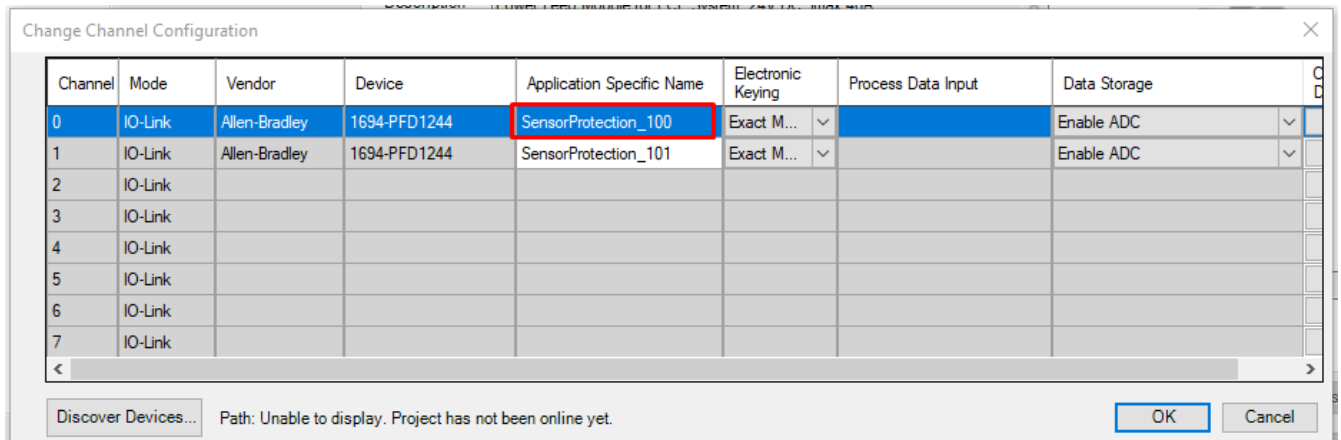 Change Channel Configuration
Channel Mode Vendor Device Application Specific Name Electronic Keying Process Data Input Data Storage
0 IO-Link Allen-Bradley 1694-PFD1244 SensorProtection_100 Exact M... Enable ADC
1 IO-Link Allen-Bradley 1694-PFD1244 SensorProtection_101 Exact M... Enable ADC
2 IO-Link
3 IO-Link
4 IO-Link
5 IO-Link
6 IO-Link
7 IO-Link
Discover Devices... Path: Unable to display. Project has not been online yet. OK Cancel